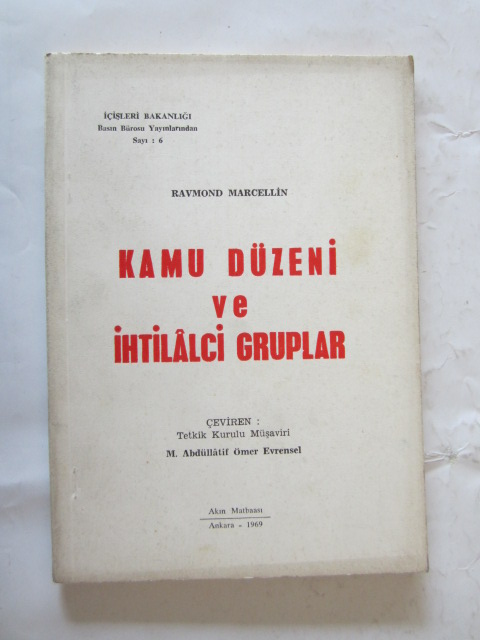 İÇİŞLERİ BAKANLIĞI
Basın Bürosu Yayınlarından
Sayı : 6
RAVMOND MARCELLİN
KAMU DÜZENİ
ve
İHTİLÂLCİ GRUPLAR
ÇEVİREN :
Tetkik Kurulu Müşaviri
M. Abdüllâtif Ömer Evrensel
Akın Matbaası
Ankara - 1969